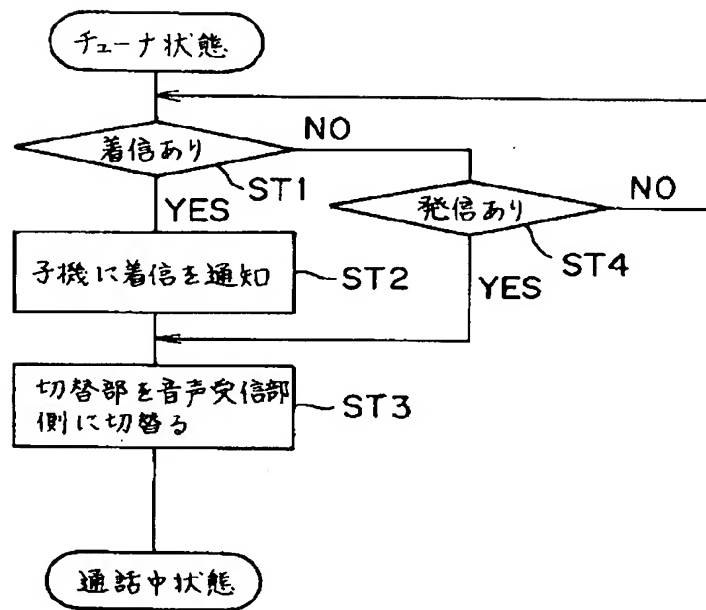 チューナ状態
着信あり
NO
ST1
YES
発信あり
NO
ST4
YES
子機に着信を通知
ST2
切替部を音声受信部
側に切替る
ST3
通話中状態